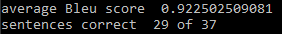 average Bleu score  0.922502509081
sentences correct  29 of 37